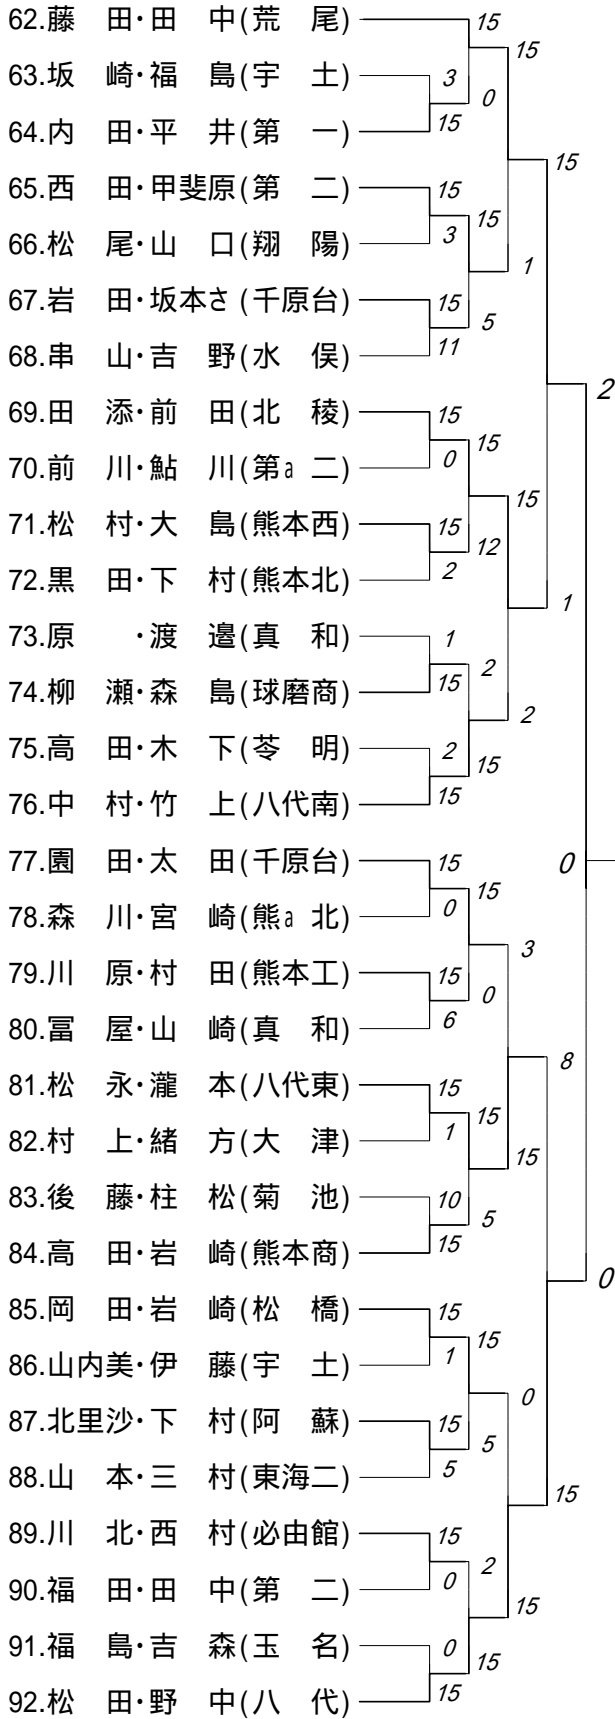 62.藤　田・田　中(荒　尾) 15
15
63.坂　崎・福　島(宇　土) 3
0
64.内　田・平　井(第　一) 15
15
65.西　田・甲斐原(第　二) 15
15
66.松　尾・山　口(翔　陽) 3
1
67.岩　田・坂本さ(千原台) 15
5
68.串　山・吉　野(水　俣) 11
2
69.田　添・前　田(北　稜) 15
15
70.前　川・鮎　川(第a 二) 0
15
71.松　村・大　島(熊本西) 15
12
72.黒　田・下　村(熊本北) 2
1
73.原　　・渡　邉(真　和) 1
2
74.柳　瀬・森　島(球磨商) 15
2
75.高　田・木　下(苓　明) 2
15
76.中　村・竹　上(八代南) 15
77.園　田・太　田(千原台) 15
0
15
78.森　川・宮　崎(熊a 北) 0
3
79.川　原・村　田(熊本工) 15
0
80.冨　屋・山　崎(真　和) 6
8
81.松　永・瀧　本(八代東) 15
15
82.村　上・緒　方(大　津) 1
15
83.後　藤・柱　松(菊　池) 10
5
84.高　田・岩　崎(熊本商) 15
0
85.岡　田・岩　崎(松　橋) 15
15
86.山内美・伊　藤(宇　土) 1
0
87.北里沙・下　村(阿　蘇) 15
5
88.山　本・三　村(東海二) 5
15
89.川　北・西　村(必由館) 15
2
90.福　田・田　中(第　二) 0
15
91.福　島・吉　森(玉　名) 0
15
92.松　田・野　中(八　代) 15